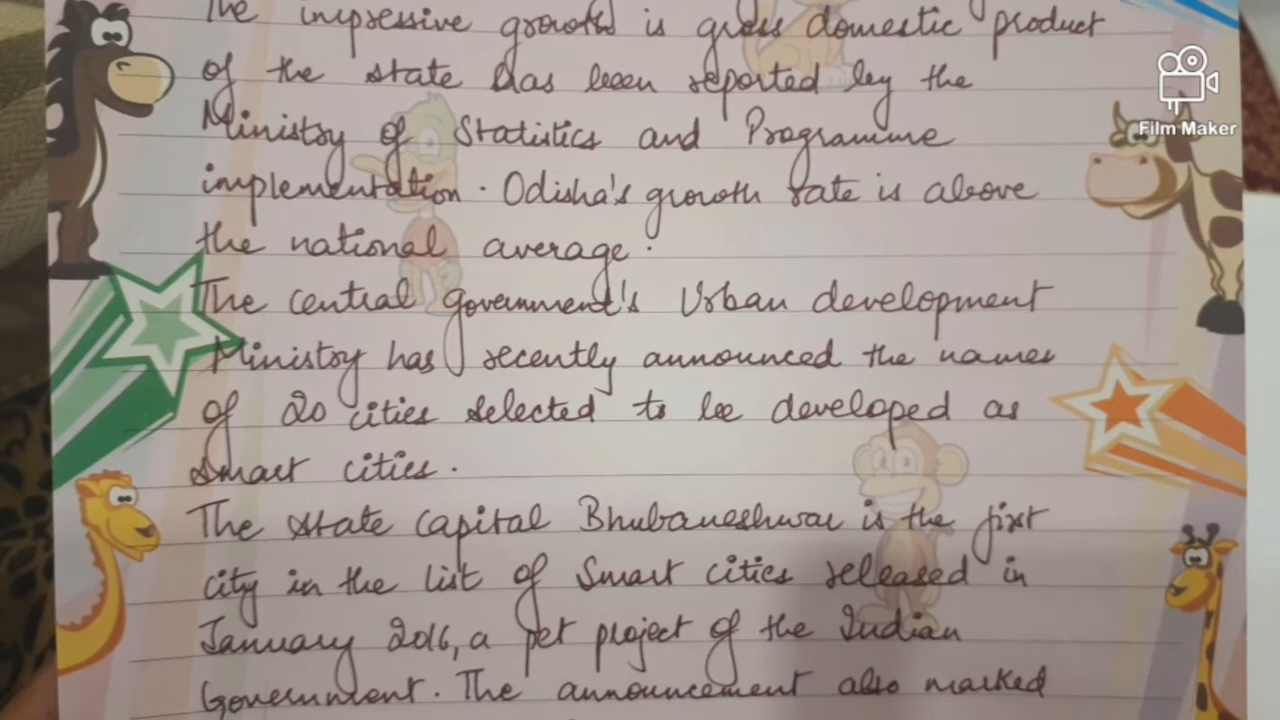 The impressive growth is gross domestic product
of the state has been reported by the
Ministry of Statistics and Programme
implementation. Odisha's growth rate is above
the national average.
The central government's Urban development
Ministry has recently announced the names
of 20 cities selected to be developed as
smart cities.
The state capital Bhubaneshwar is the first
city in the list of Smart cities released in
January 2016, a pet project of the Indian
Government. The announcement also marked
Film Maker